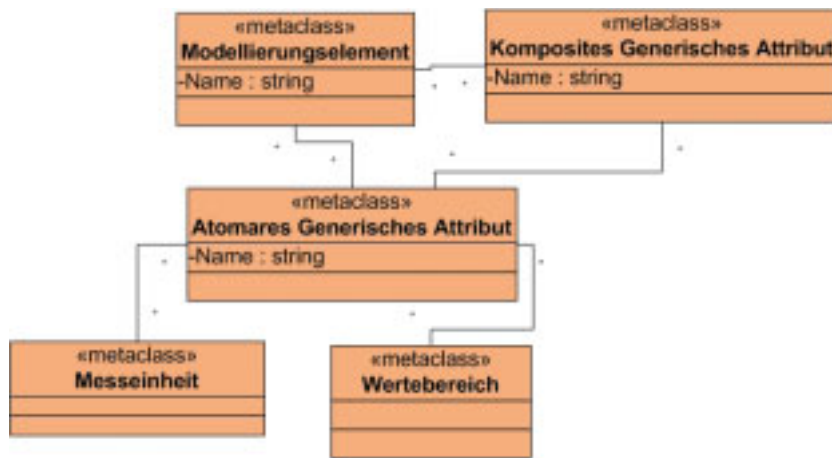 «metaclass»
Modellierungselement
-Name : string
«metaclass»
Komposites Generisches Attribut
-Name : string
* *
* * * *
«metaclass»
Atomares Generisches Attribut
-Name : string
* *
* *
«metaclass»
Messeinheit
«metaclass»
Wertebereich